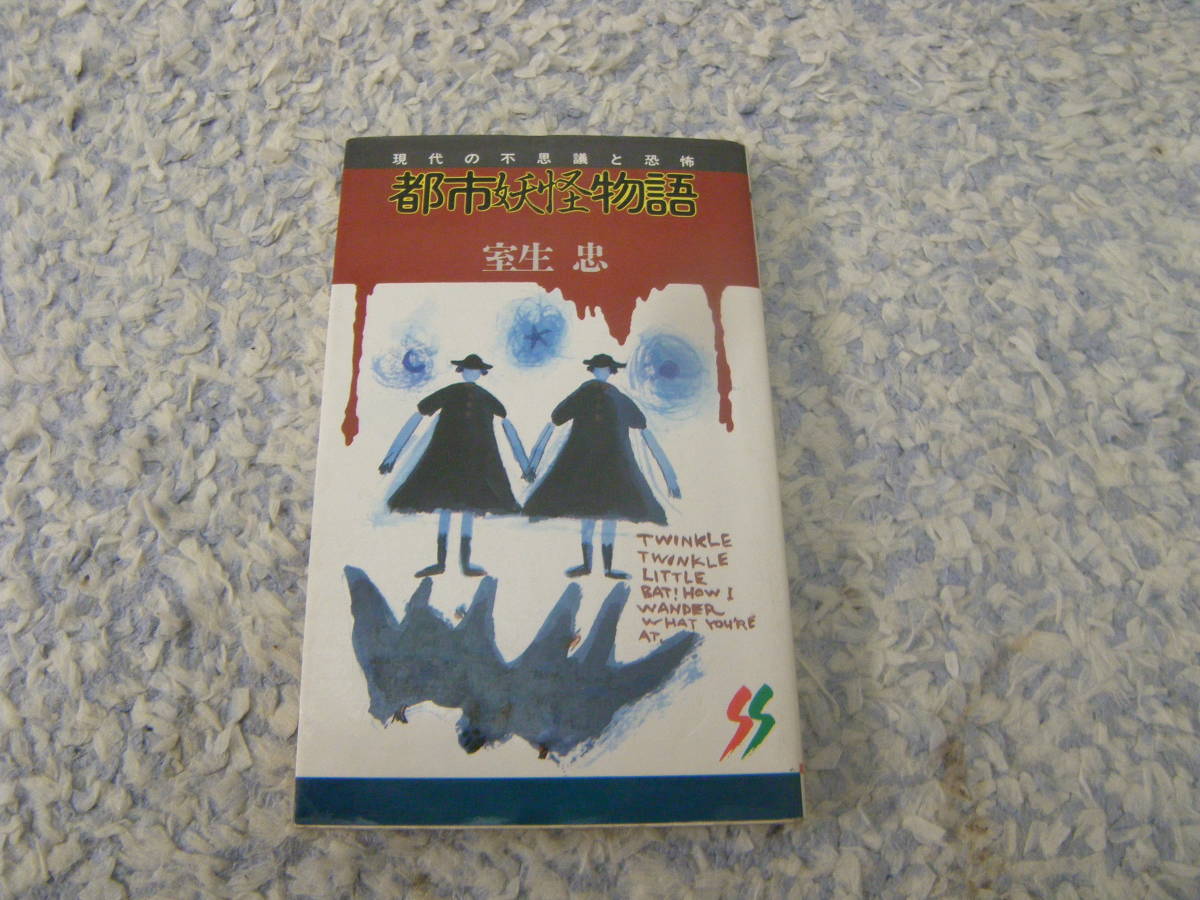 現代の不思議と恐怖
都市妖怪物語
室生 忠
TWINKLE
TWINKLE
LITTLE
BAT! HOW I
WANDER
WHAT YOU'RE
AT.
SS